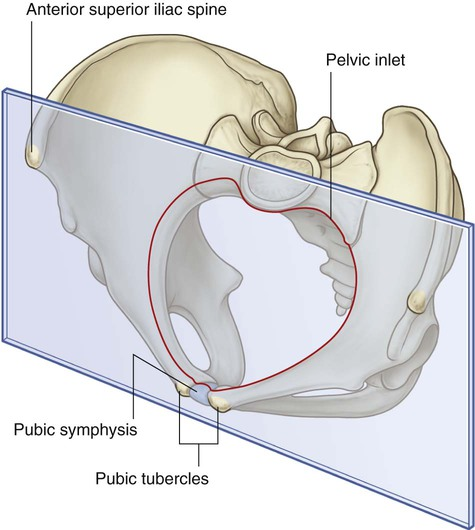 Anterior superior iliac spine
Pelvic inlet
Pubic symphysis
Pubic tubercles